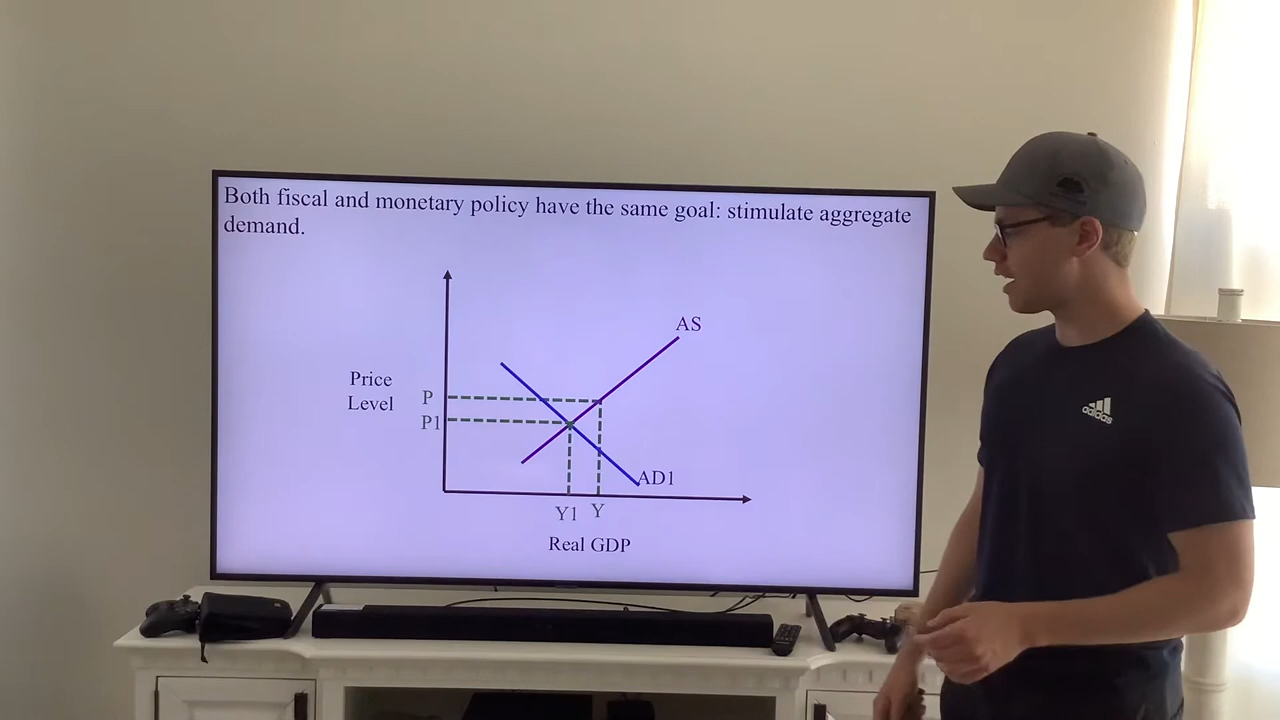 Both fiscal and monetary policy have the same goal: stimulate aggregate
demand.
AS
Price
Level
P
P1
AD1
Y1 Y
Real GDP
adidas